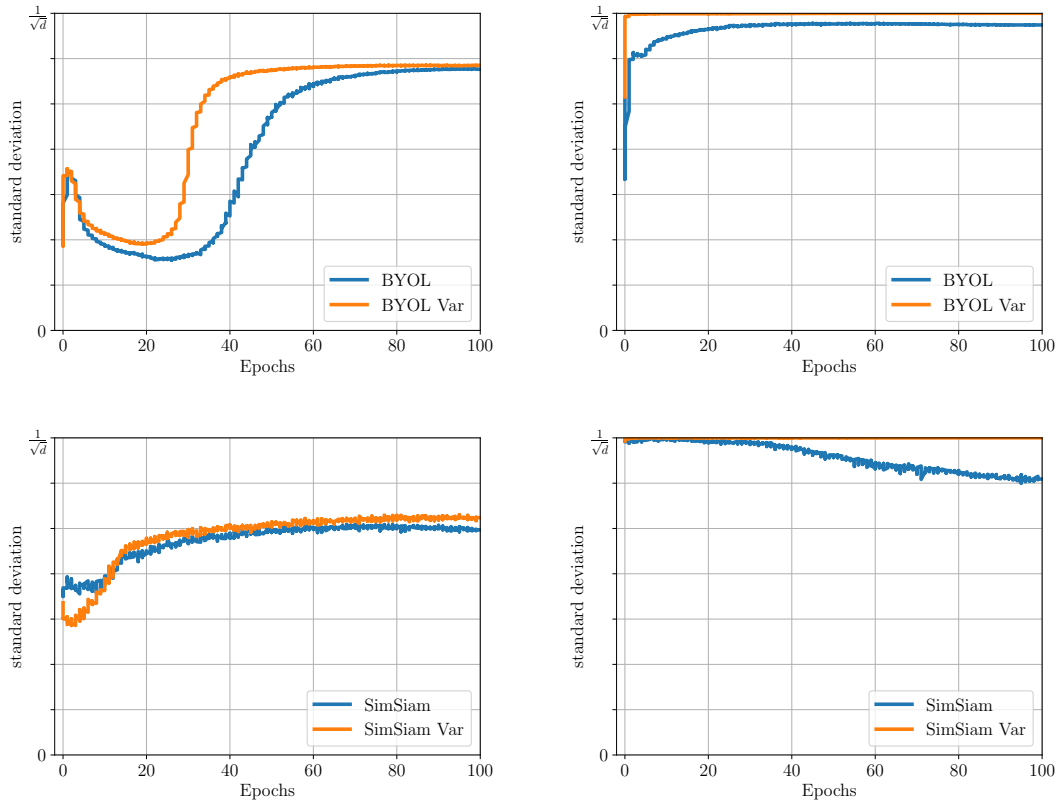 1/√d
standard deviation
0
0 20 40 60 80 100
Epochs
BYOL
BYOL Var
1/√d
standard deviation
0
0 20 40 60 80 100
Epochs
BYOL
BYOL Var
1/√d
standard deviation
0
0 20 40 60 80 100
Epochs
SimSiam
SimSiam Var
1/√d
standard deviation
0
0 20 40 60 80 100
Epochs
SimSiam
SimSiam Var